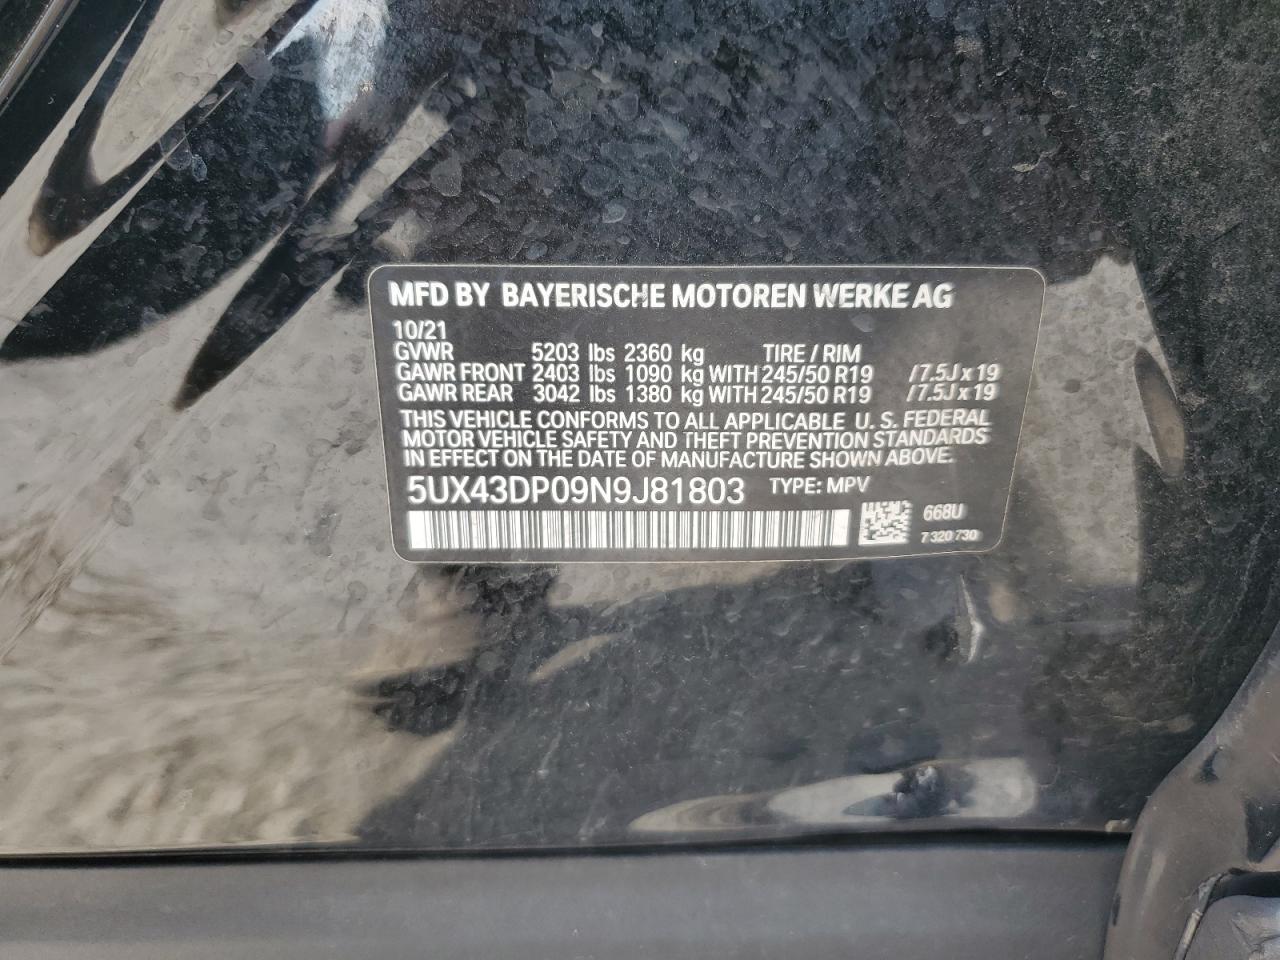 MFD BY BAYERISCHE MOTOREN WERKE AG
10/21
GVWR 5203 lbs 2360 kg TIRE / RIM
GAWR FRONT 2403 lbs 1090 kg WITH 245/50 R19 /7.5J x 19
GAWR REAR 3042 lbs 1380 kg WITH 245/50 R19 /7.5J x 19
THIS VEHICLE CONFORMS TO ALL APPLICABLE U.S. FEDERAL
MOTOR VEHICLE SAFETY AND THEFT PREVENTION STANDARDS
IN EFFECT ON THE DATE OF MANUFACTURE SHOWN ABOVE.
5UX43DP09N9J81803 TYPE: MPV
668U
7 320 730